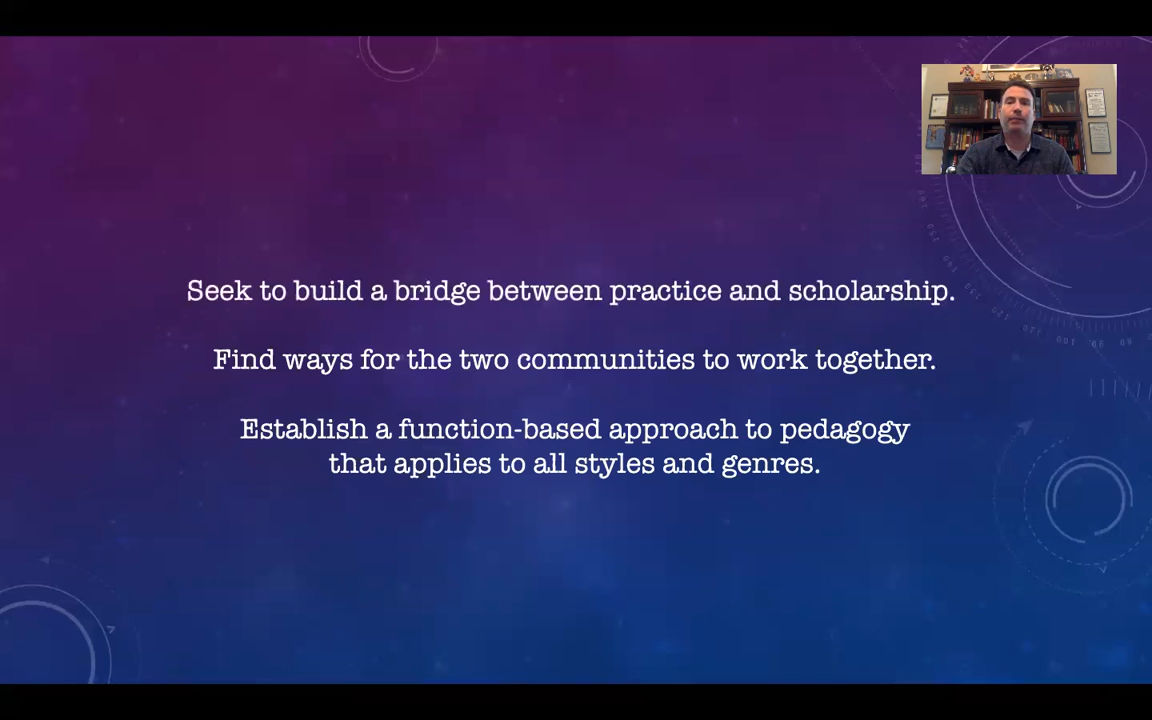 Seek to build a bridge between practice and scholarship.
Find ways for the two communities to work together.
Establish a function-based approach to pedagogy
that applies to all styles and genres.